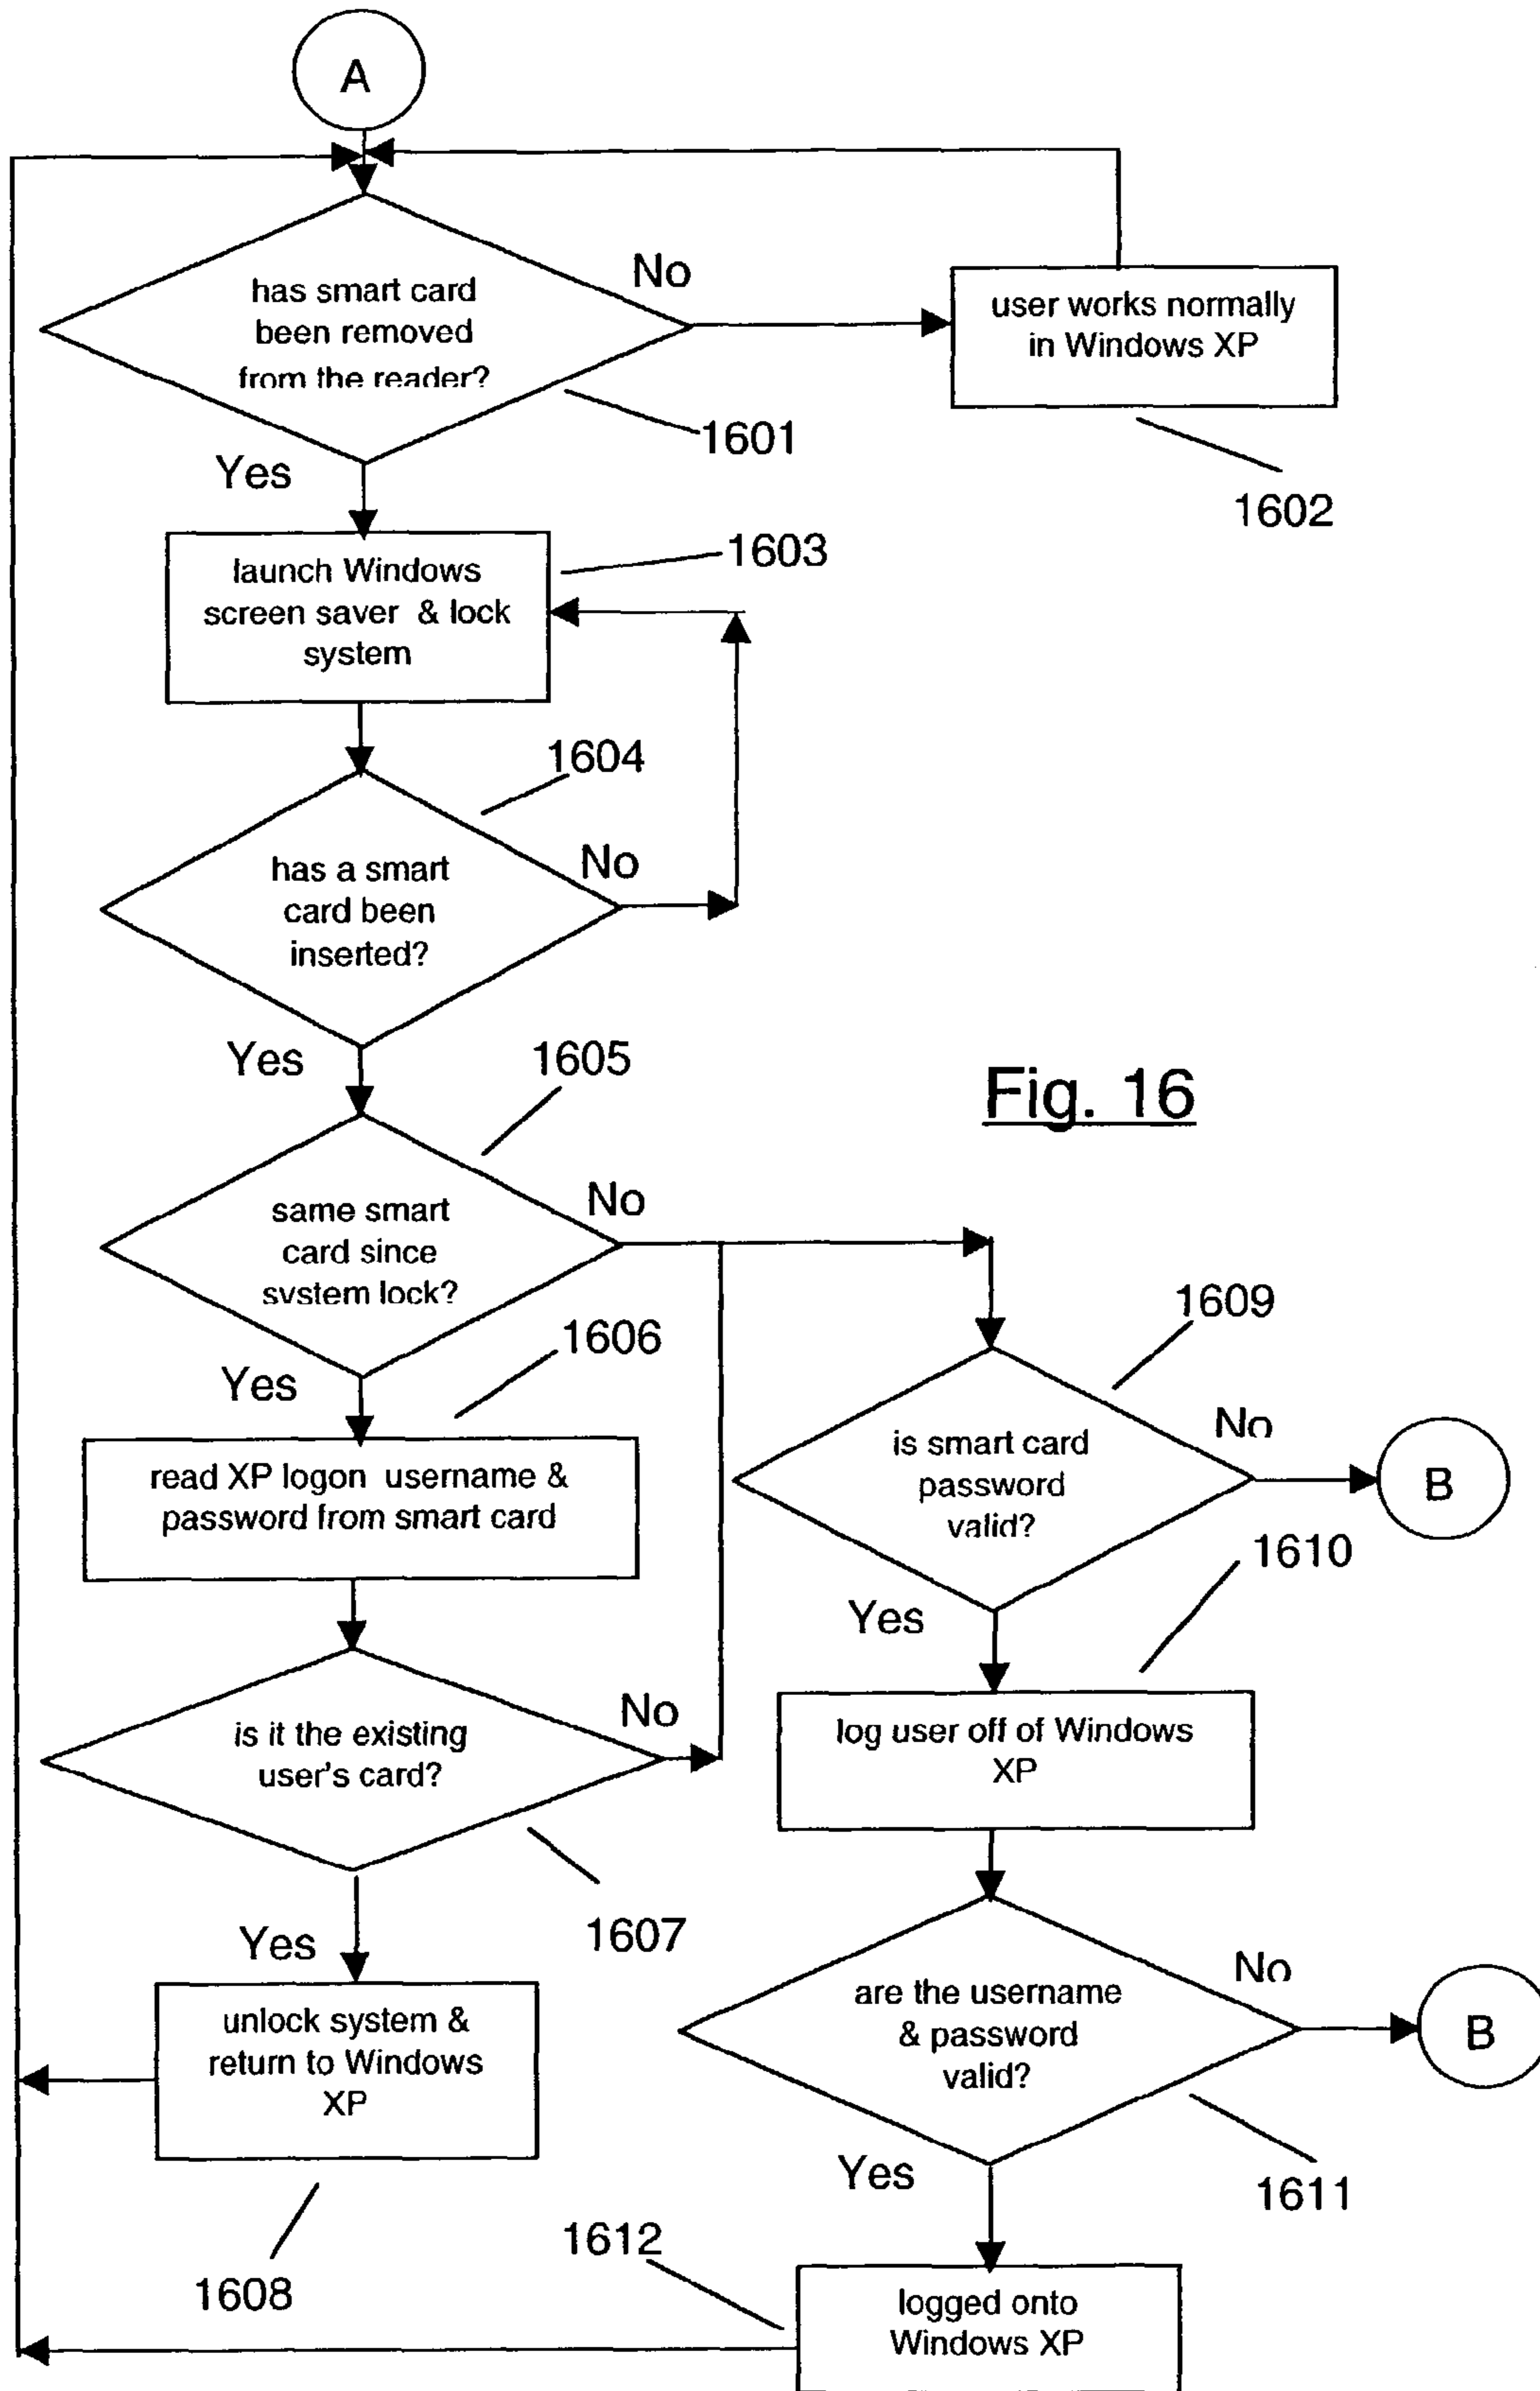 A
has smart card
been removed
from the reader?
No
user works normally
in Windows XP
1601
1602
Yes
launch Windows
screen saver & lock
system
1603
1604
has a smart
card been
inserted?
No
Yes
1605
Fig. 16
same smart
card since
system lock?
No
1606
1609
Yes
read XP logon username &
password from smart card
is smart card
password
valid?
No
B
1610
Yes
is it the existing
user's card?
No
log user off of Windows
XP
1607
Yes
unlock system &
return to Windows
XP
are the username
& password
valid?
No
B
1611
Yes
1608
1612
logged onto
Windows XP